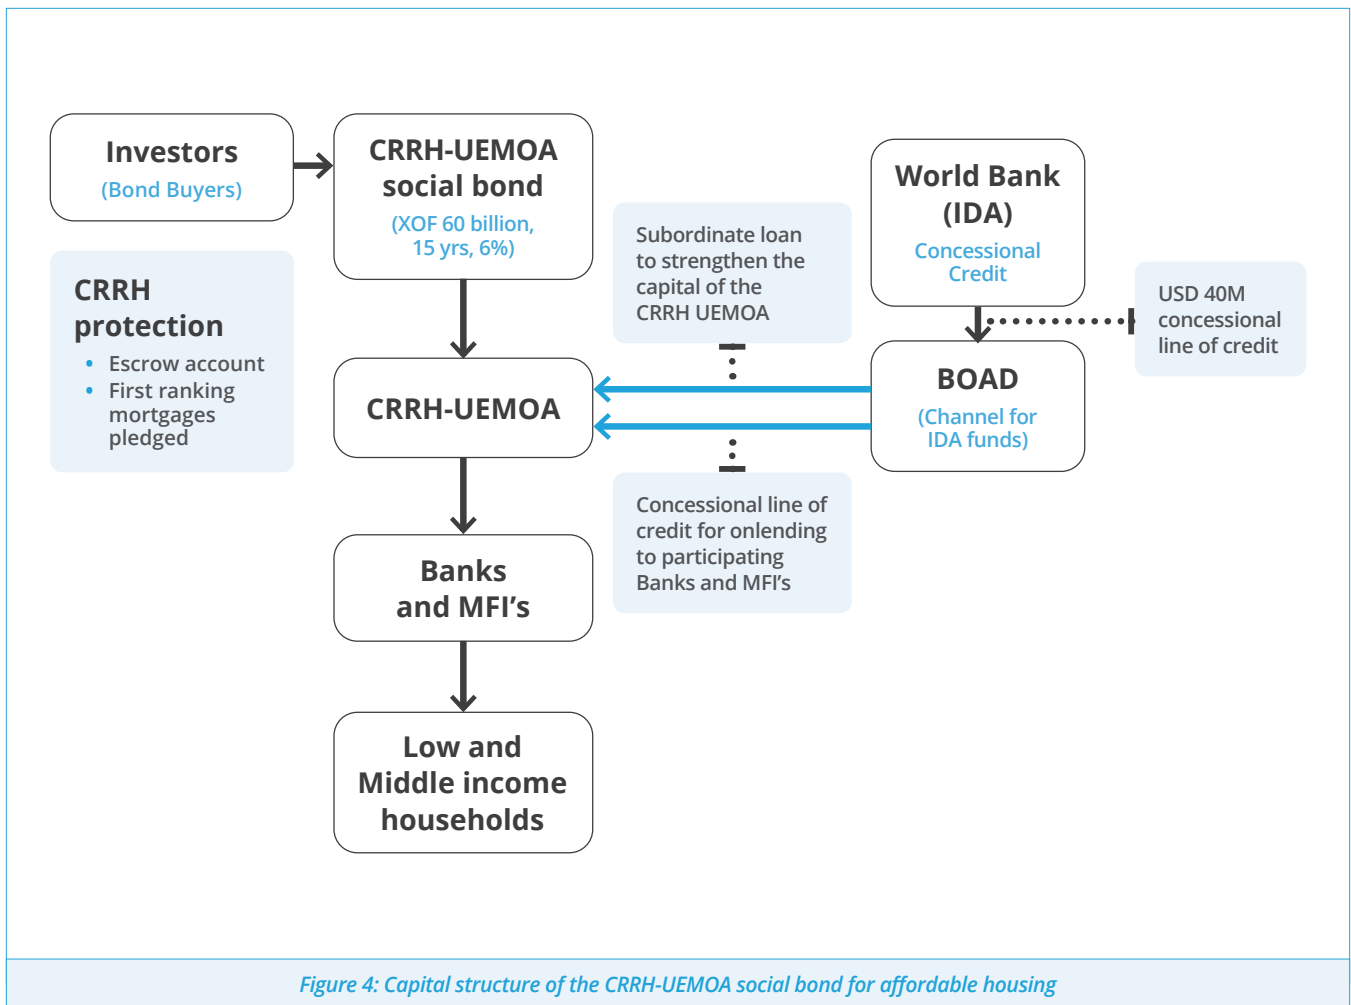 Investors
(Bond Buyers)
CRRH-UEMOA
social bond
(XOF 60 billion,
15 yrs, 6%)
CRRH
protection
• Escrow account
• First ranking
mortgages
pledged
Subordinate loan
to strengthen the
capital of the
CRRH UEMOA
World Bank
(IDA)
Concessional
Credit
USD 40M
concessional
line of credit
CRRH-UEMOA
BOAD
(Channel for
IDA funds)
Concessional line of
credit for onlending
to participating
Banks and MFI's
Banks
and MFI's
Low and
Middle income
households
Figure 4: Capital structure of the CRRH-UEMOA social bond for affordable housing